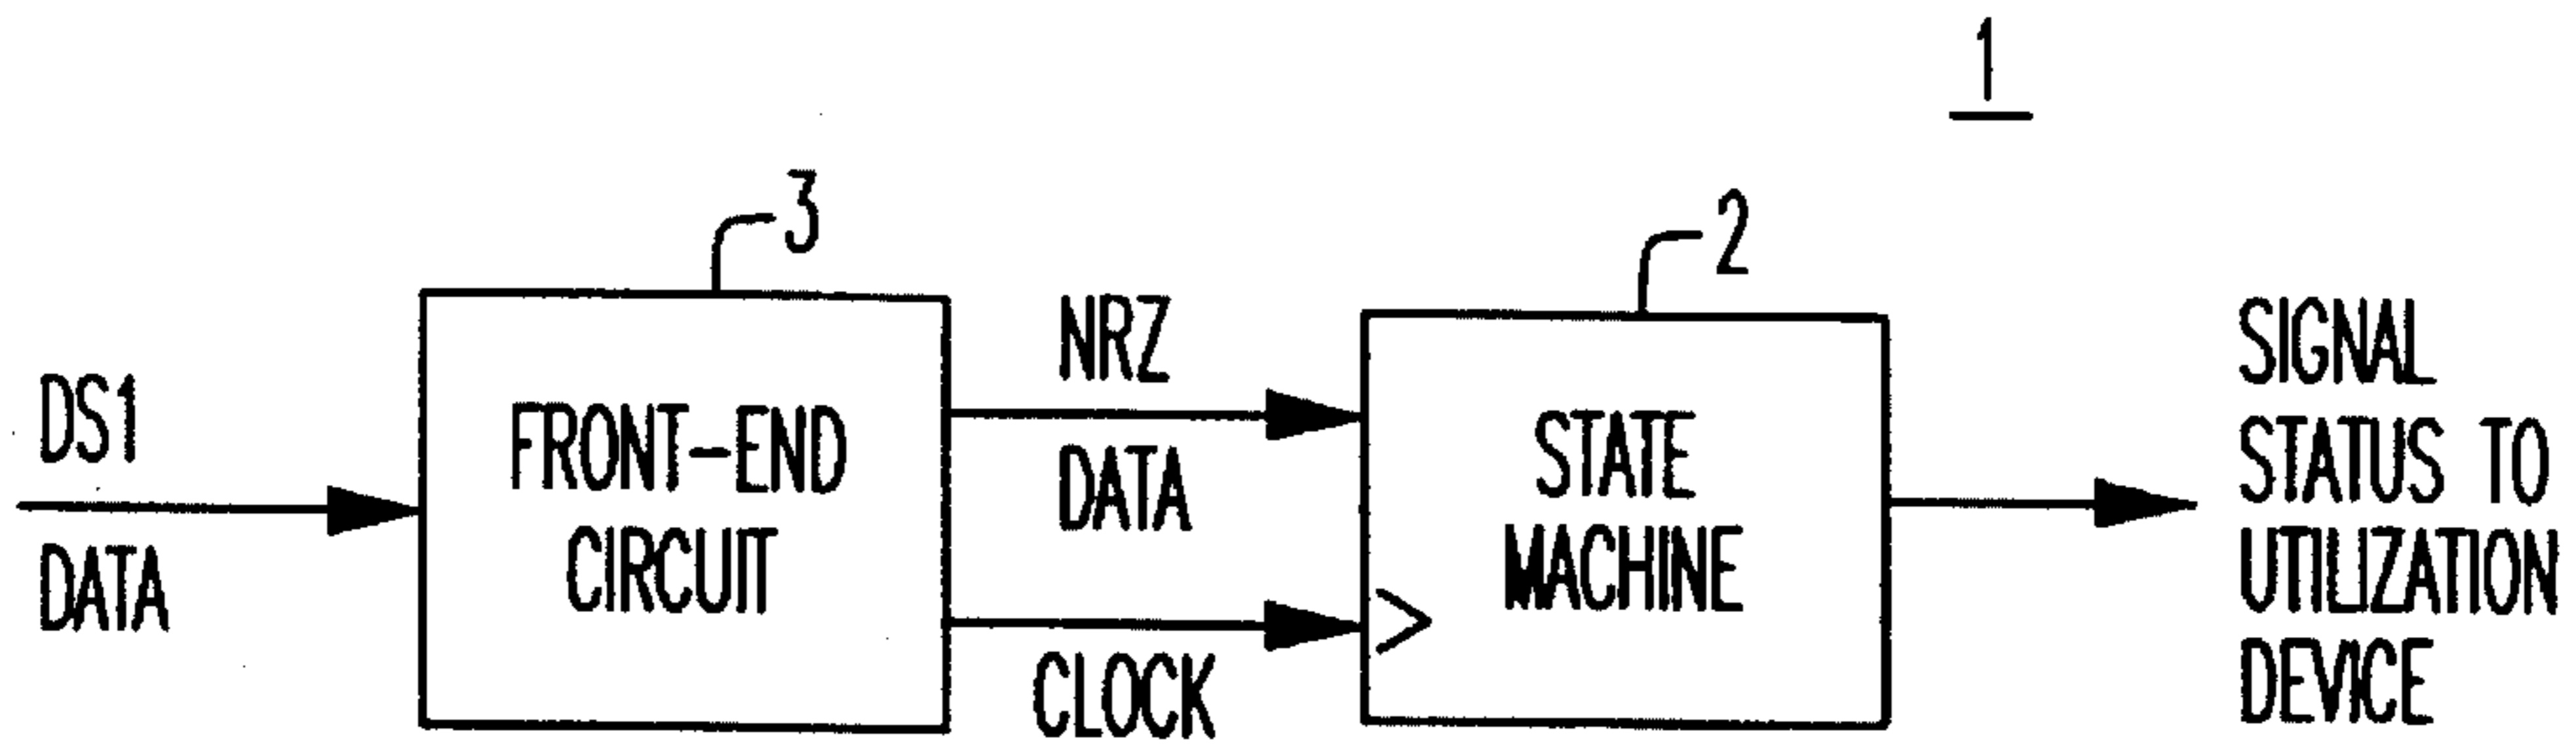 1
3
2
DS1
DATA
FRONT-END
CIRCUIT
NRZ
DATA
CLOCK
STATE
MACHINE
SIGNAL
STATUS TO
UTILIZATION
DEVICE